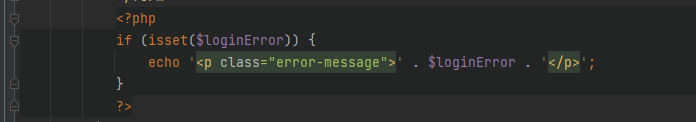 <?php
if (isset($loginError)) {
    echo '<p class="error-message">' . $loginError . '</p>';
}
?>